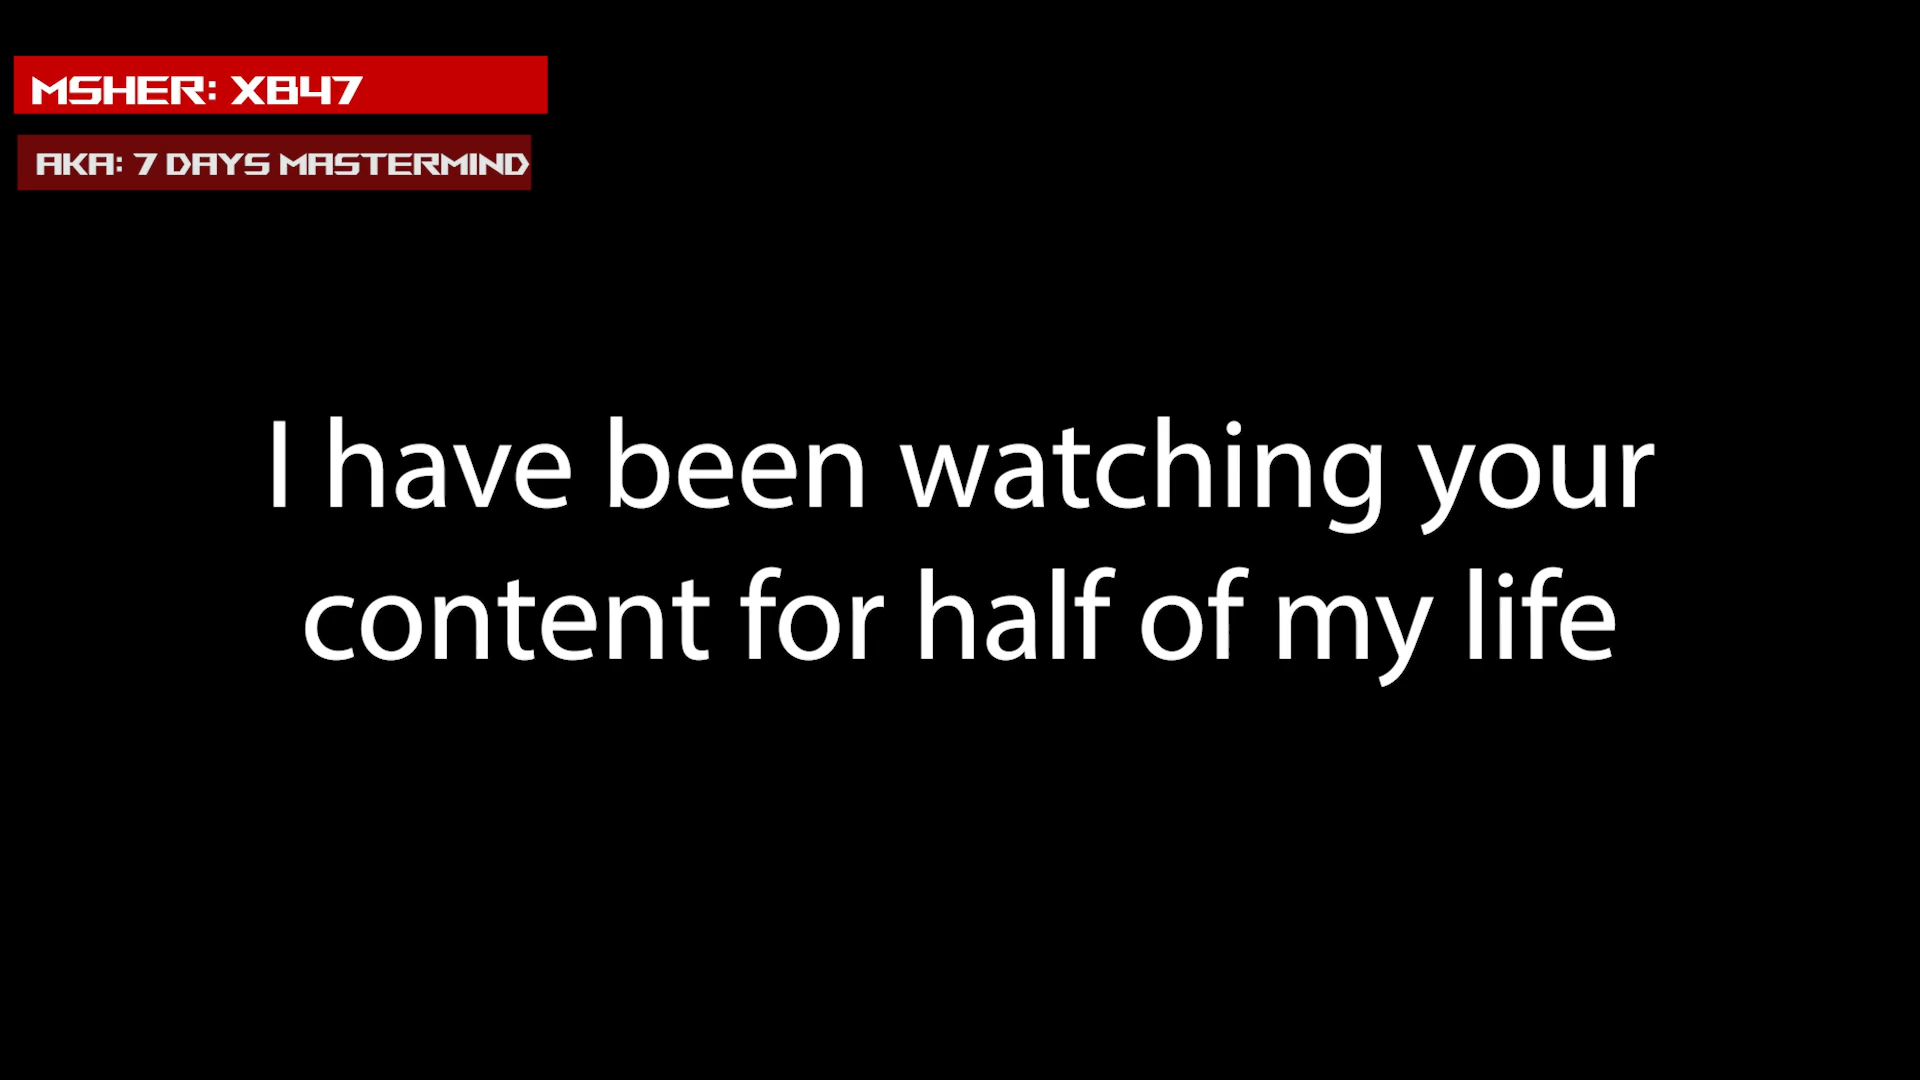 MSHER: XB47
AKA: 7 DAYS MASTERMIND
I have been watching your
content for half of my life